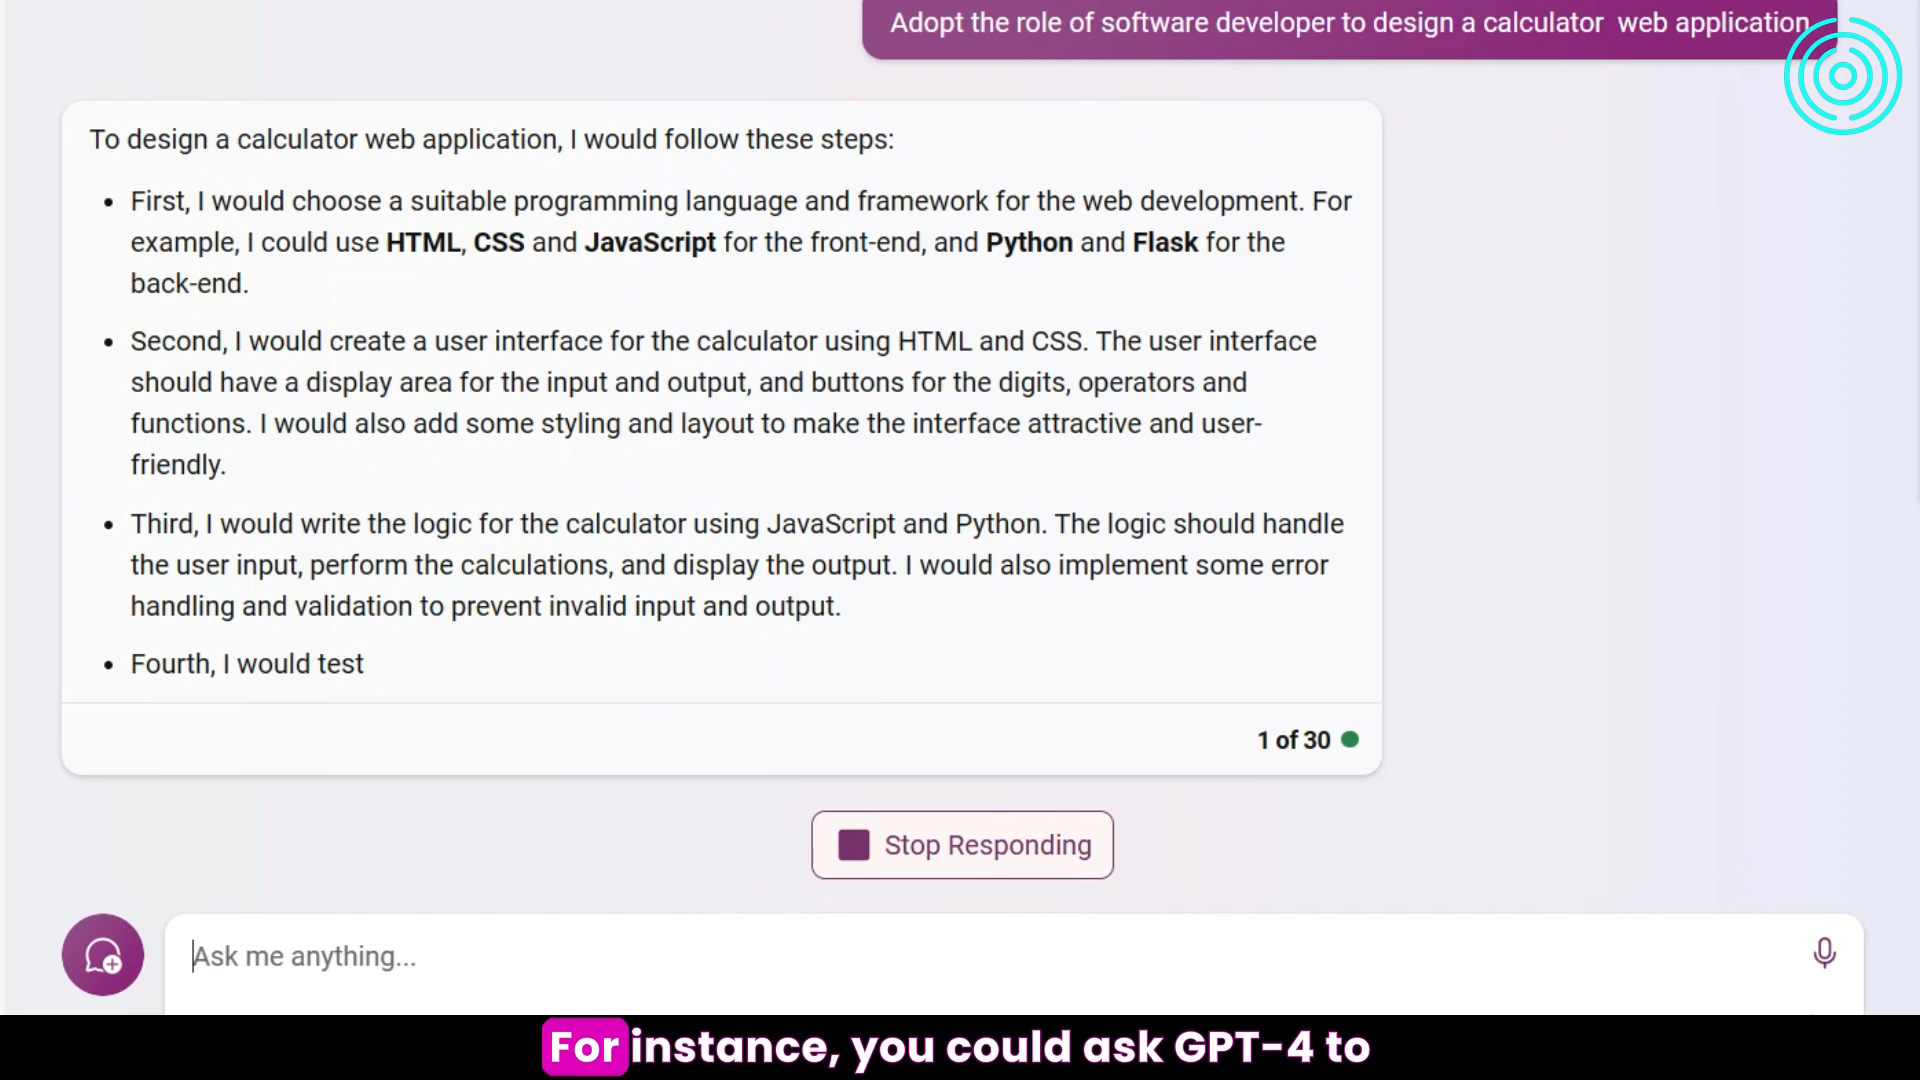 Adopt the role of software developer to design a calculator  web application
To design a calculator web application, I would follow these steps:
• First, I would choose a suitable programming language and framework for the web development. For
example, I could use HTML, CSS and JavaScript for the front-end, and Python and Flask for the
back-end.
• Second, I would create a user interface for the calculator using HTML and CSS. The user interface
should have a display area for the input and output, and buttons for the digits, operators and
functions. I would also add some styling and layout to make the interface attractive and user-
friendly.
• Third, I would write the logic for the calculator using JavaScript and Python. The logic should handle
the user input, perform the calculations, and display the output. I would also implement some error
handling and validation to prevent invalid input and output.
• Fourth, I would test
1 of 30
Stop Responding
Ask me anything...
For instance, you could ask GPT-4 to